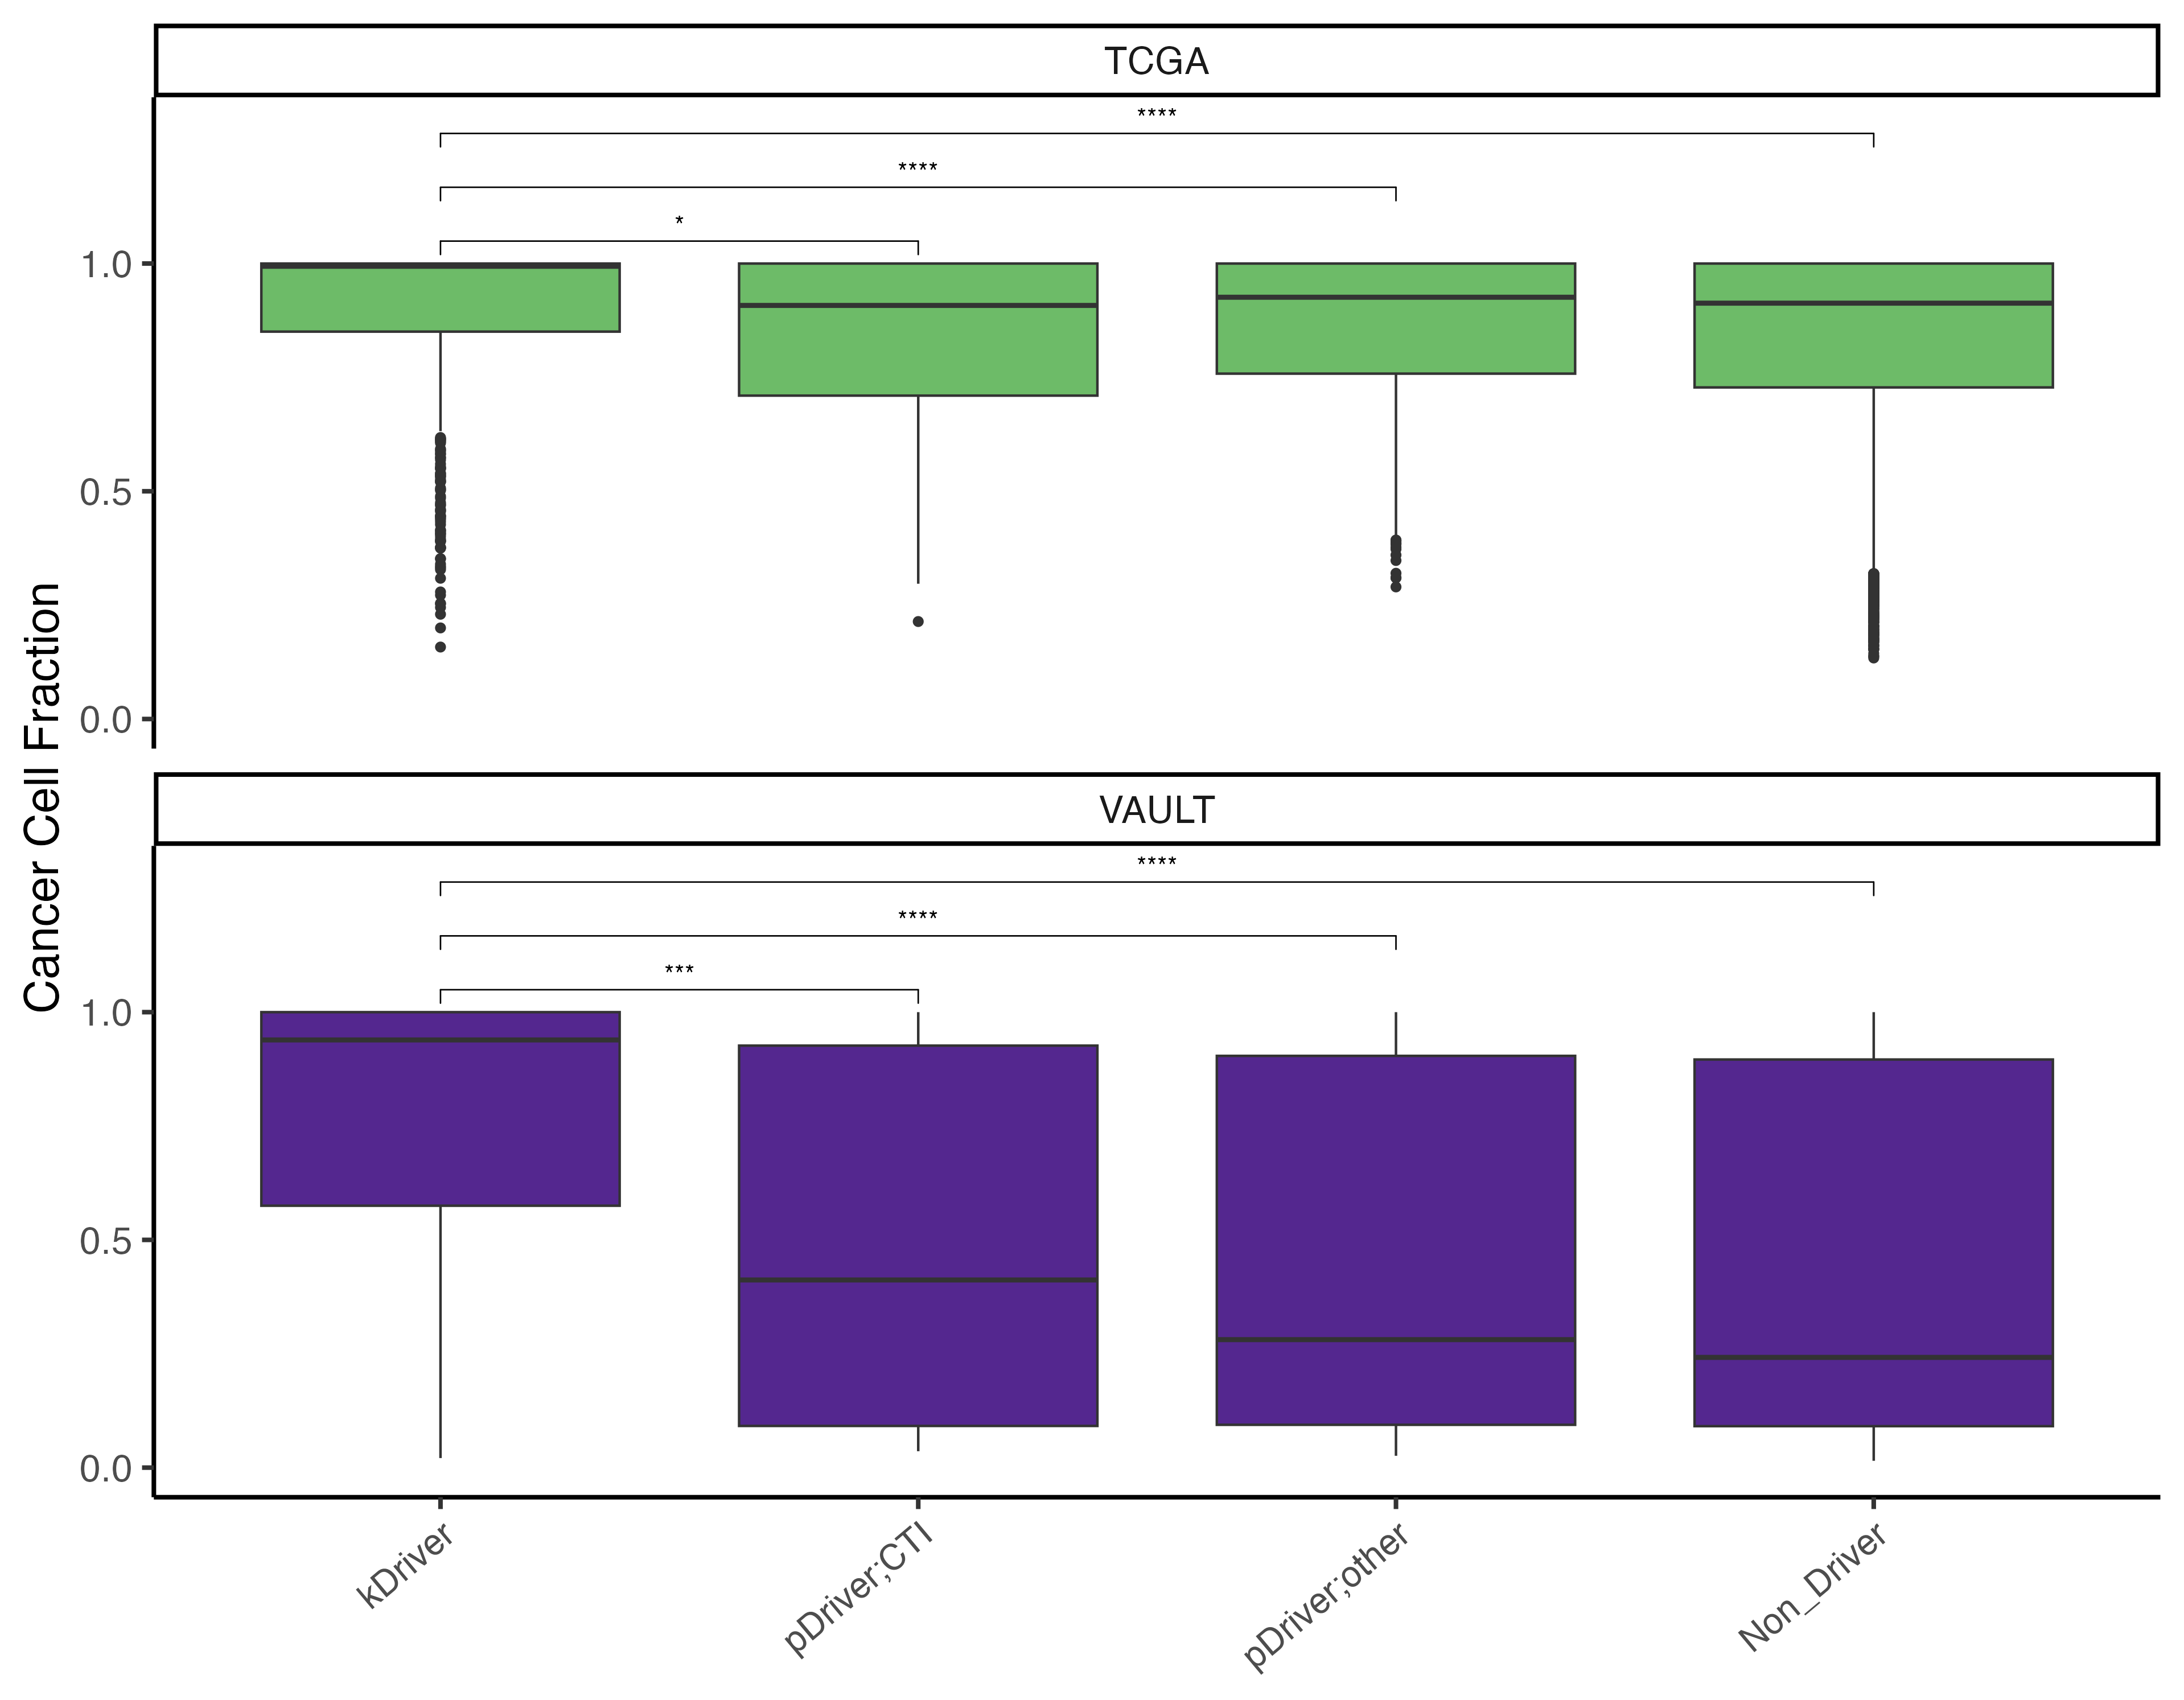 TCGA
****
****
*
1.0
0.5
0.0
Cancer Cell Fraction
VAULT
****
****
***
1.0
0.5
0.0
kDriver
pDriver;CTI
pDriver;other
Non_Driver